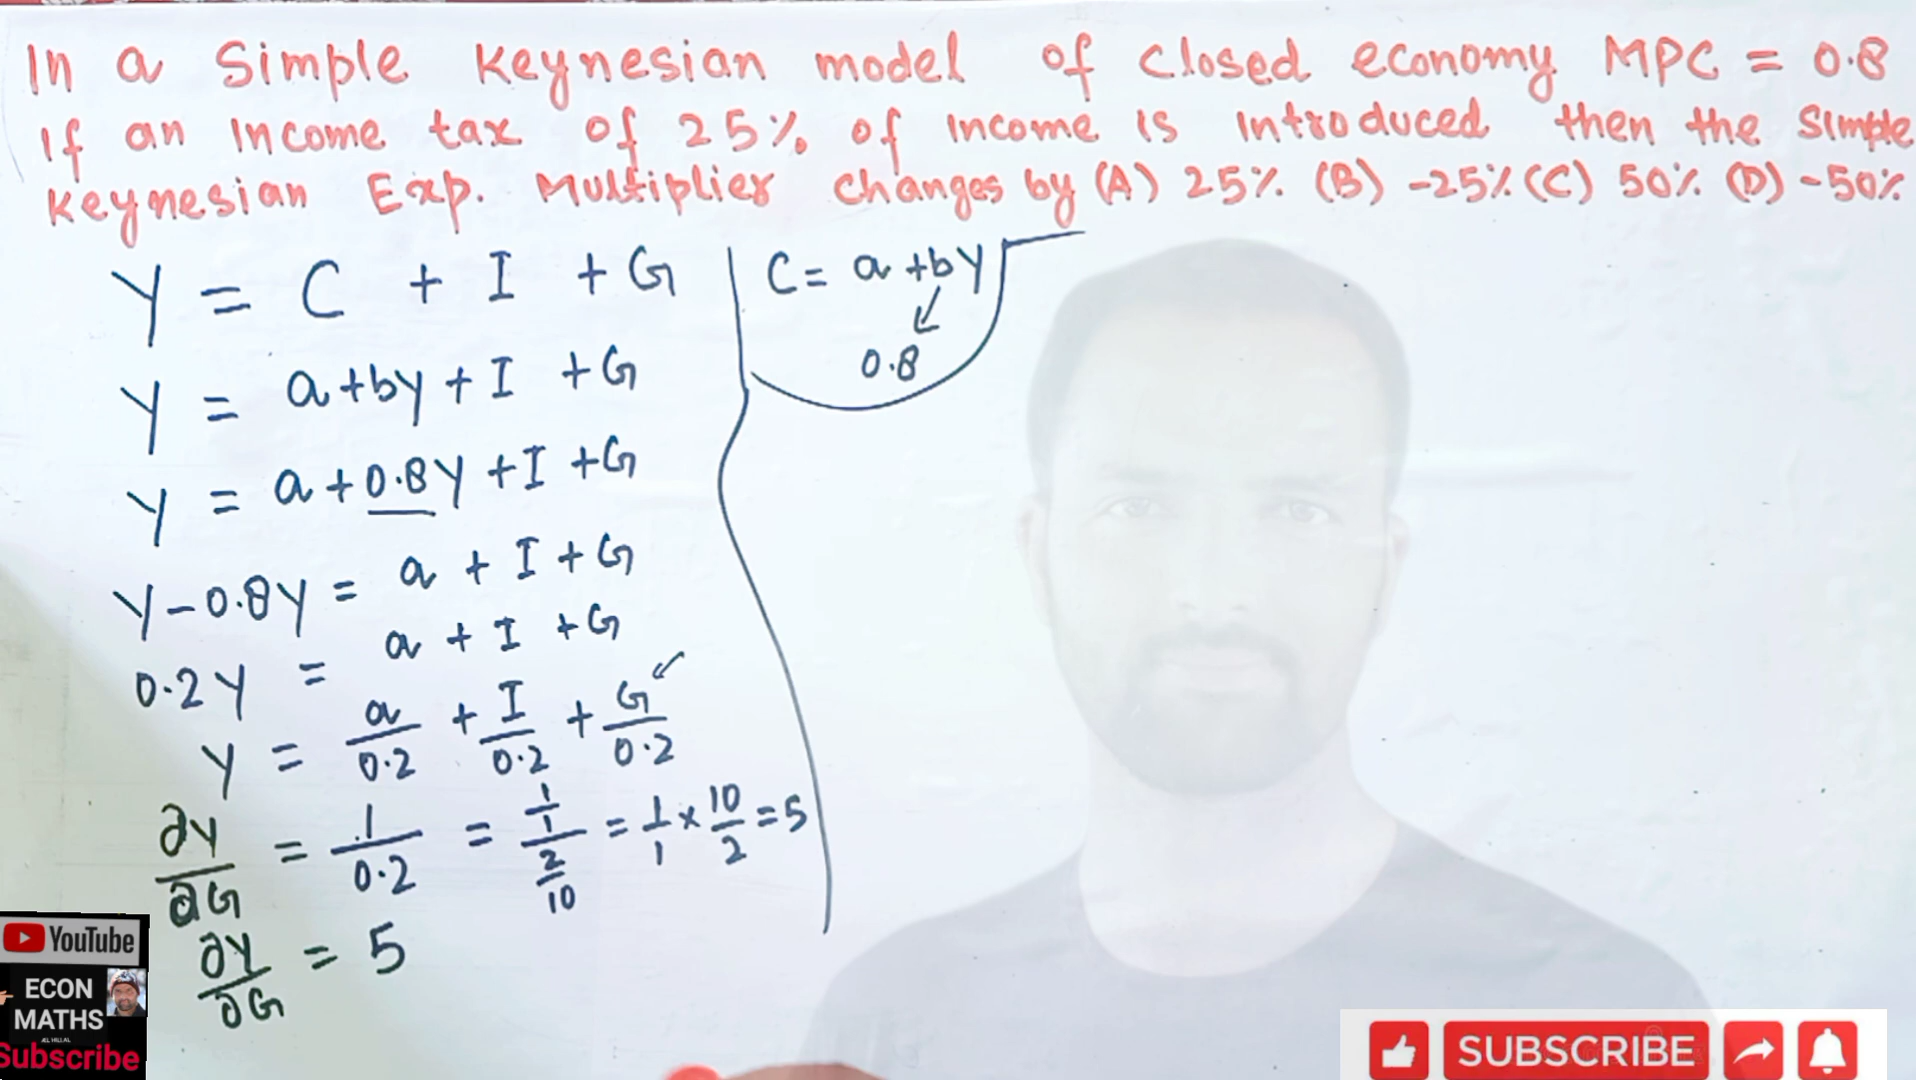 In a simple keynesian model of closed economy MPC = 0.8
If an Income tax of 25% of income is introduced then the simple
keynesian Exp. Multiplier changes by (A) 25% (B) -25% (C) 50% (D) -50%
Y = C + I + G
Y = a+by + I + G
Y = a + 0.8Y + I + G
Y-0.8Y = a + I + G
0.2Y = a + I + G
Y = a/0.2 + I/0.2 + G/0.2
∂Y/∂G = 1/0.2 = 1/1 / 2/10 = 1/1 × 10/2 = 5
∂Y/∂G = 5
C = a + bY
0.8
YouTube
ECON
MATHS
AL HILLAL
Subscribe
SUBSCRIBE